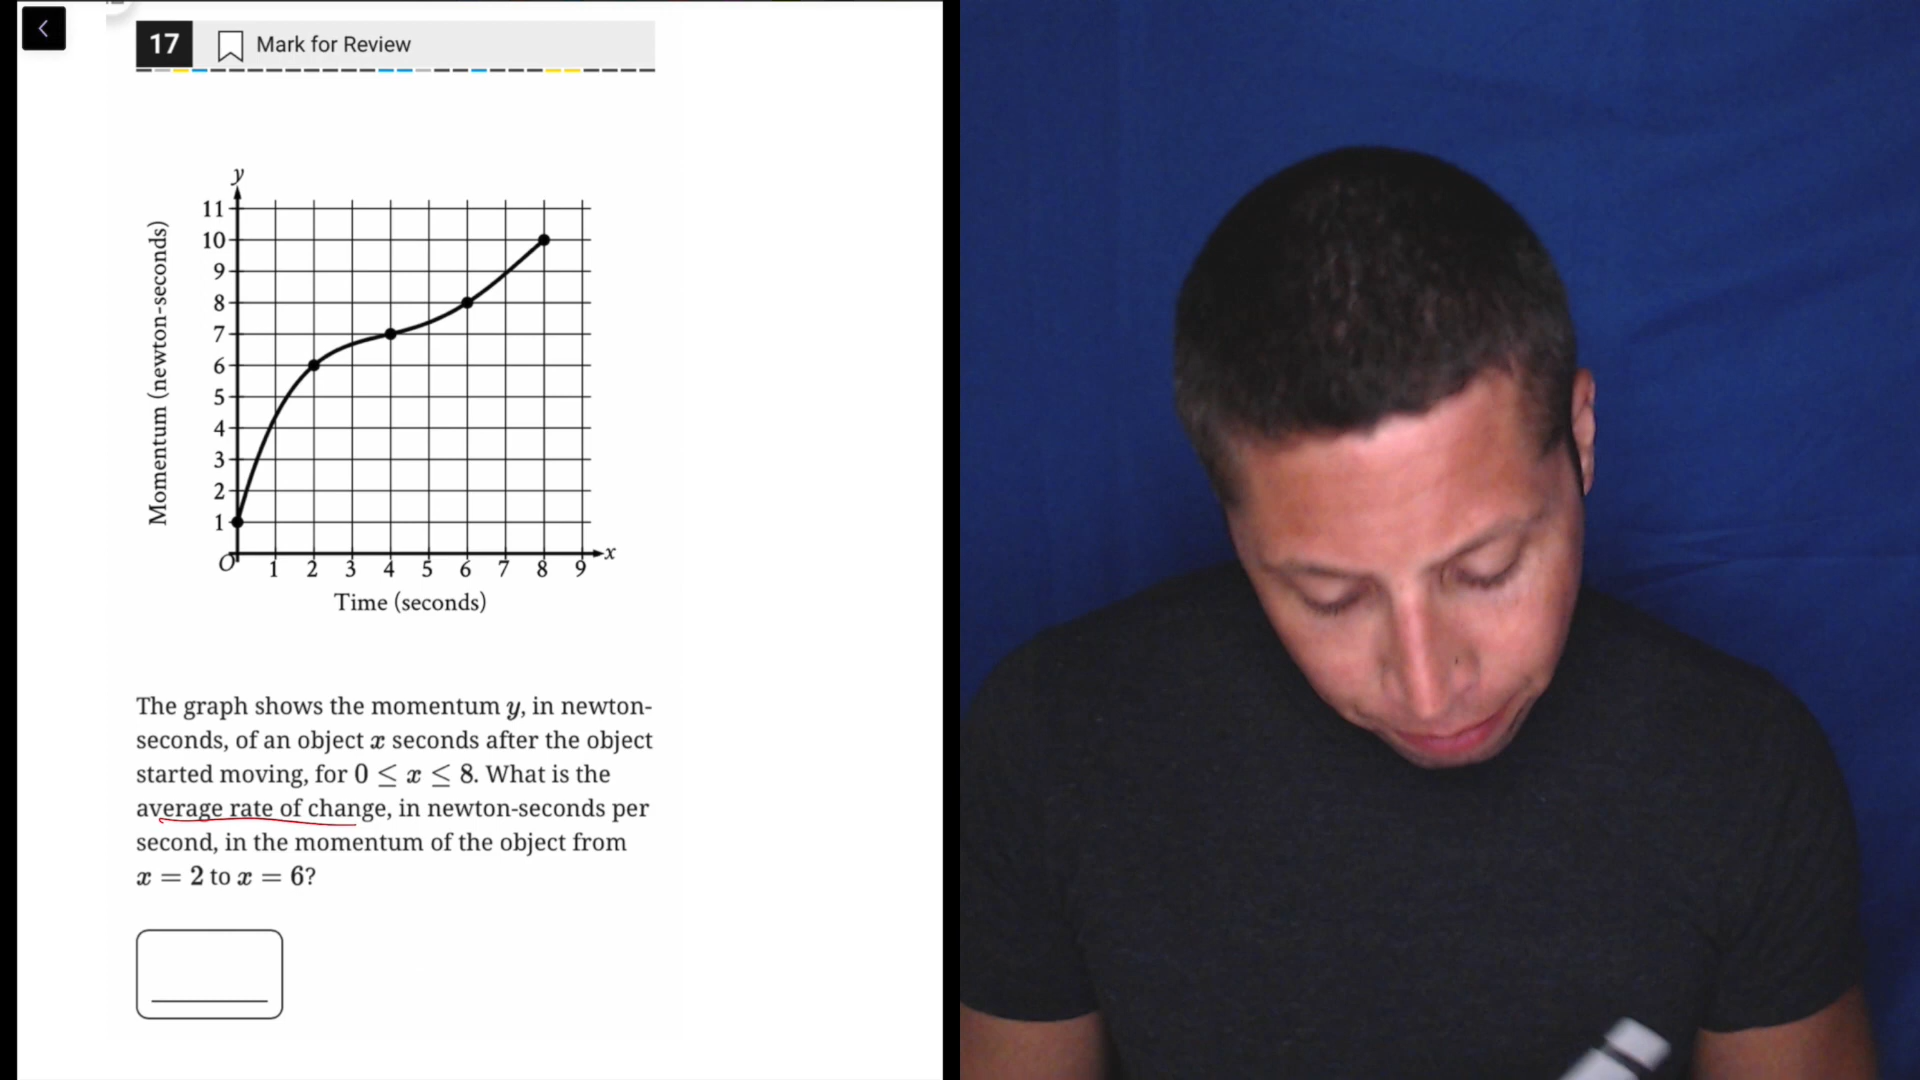 17 Mark for Review
y
11
10
9
8
7
6
5
4
3
2
1
O
1 2 3 4 5 6 7 8 9 x
Momentum (newton-seconds)
Time (seconds)
The graph shows the momentum y, in newton-
seconds, of an object x seconds after the object
started moving, for 0 ≤ x ≤ 8. What is the
average rate of change, in newton-seconds per
second, in the momentum of the object from
x = 2 to x = 6?